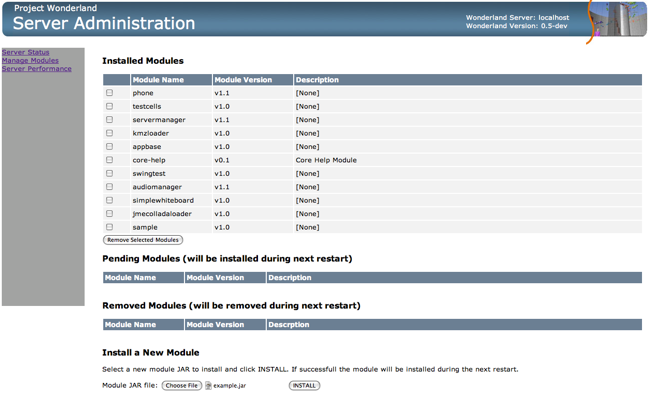 Project Wonderland
Server Administration
Wonderland Server: localhost
Wonderland Version: 0.5-dev
Server Status
Manage Modules
Server Performance
Installed Modules
Module Name Module Version Description
phone v1.1 [None]
testcells v1.0 [None]
servermanager v1.1 [None]
kmzloader v1.0 [None]
appbase v1.0 [None]
core-help v0.1 Core Help Module
swingtest v1.0 [None]
audiomanager v1.1 [None]
simplewhiteboard v1.0 [None]
jmecolladaloader v1.0 [None]
sample v1.0 [None]
Remove Selected Modules
Pending Modules (will be installed during next restart)
Module Name Module Version Description
Removed Modules (will be removed during next restart)
Module Name Module Version Descrption
Install a New Module
Select a new module JAR to install and click INSTALL. If successfull the module will be installed during the next restart.
Module JAR file: Choose File example.jar INSTALL